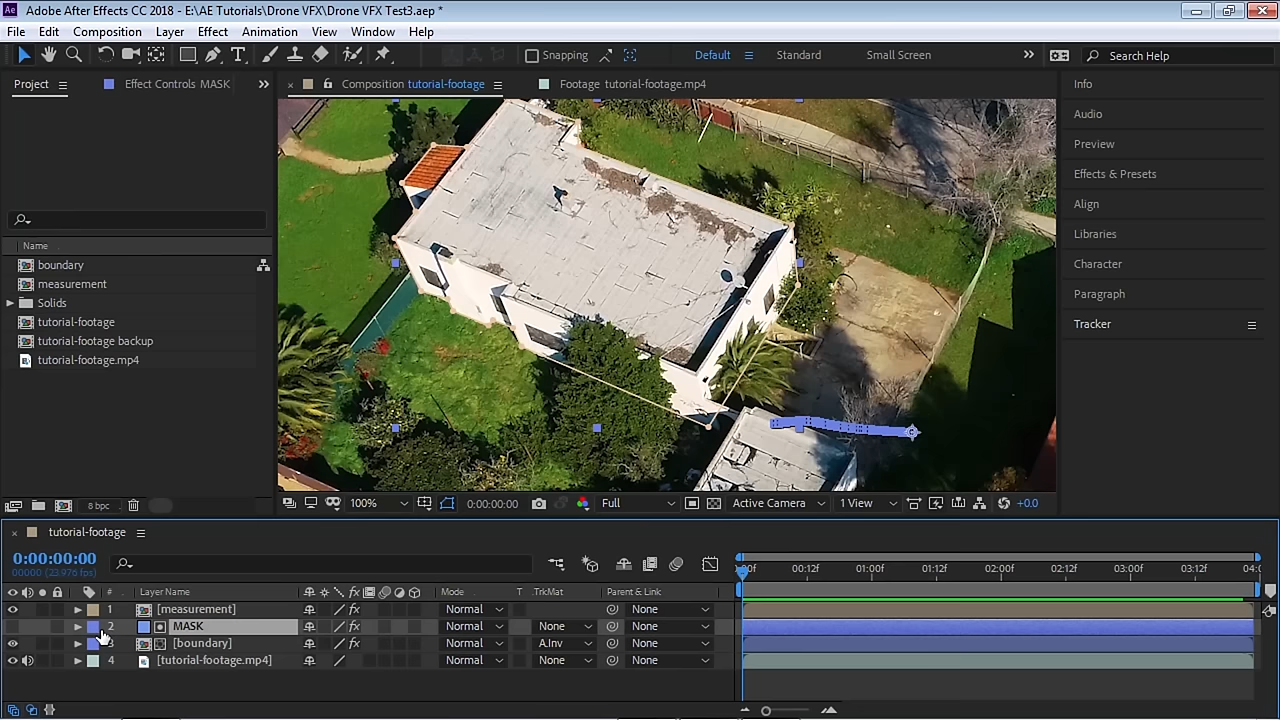 Adobe After Effects CC 2018 - E:\AE Tutorials\Drone VFX\Drone VFX Test3.aep *
File Edit Composition Layer Effect Animation View Window Help
Snapping Default Standard Small Screen Search Help
Project Effect Controls MASK Composition tutorial-footage Footage tutorial-footage.mp4 Info
Audio
Preview
Effects & Presets
Align
Libraries
Character
Paragraph
Tracker
Name
boundary
measurement
Solids
tutorial-footage
tutorial-footage backup
tutorial-footage.mp4
8 bpc 100% 0:00:00:00 Full Active Camera 1 View +0.0
tutorial-footage
0:00:00:00
00000 (23.976 fps)
:00f 00:12f 01:00f 01:12f 02:00f 02:12f 03:00f 03:12f 04:0
# Layer Name Mode T TrkMat Parent & Link
1 [measurement] Normal None
2 MASK Normal None None
3 [boundary] Normal A.Inv None
4 [tutorial-footage.mp4] Normal None None